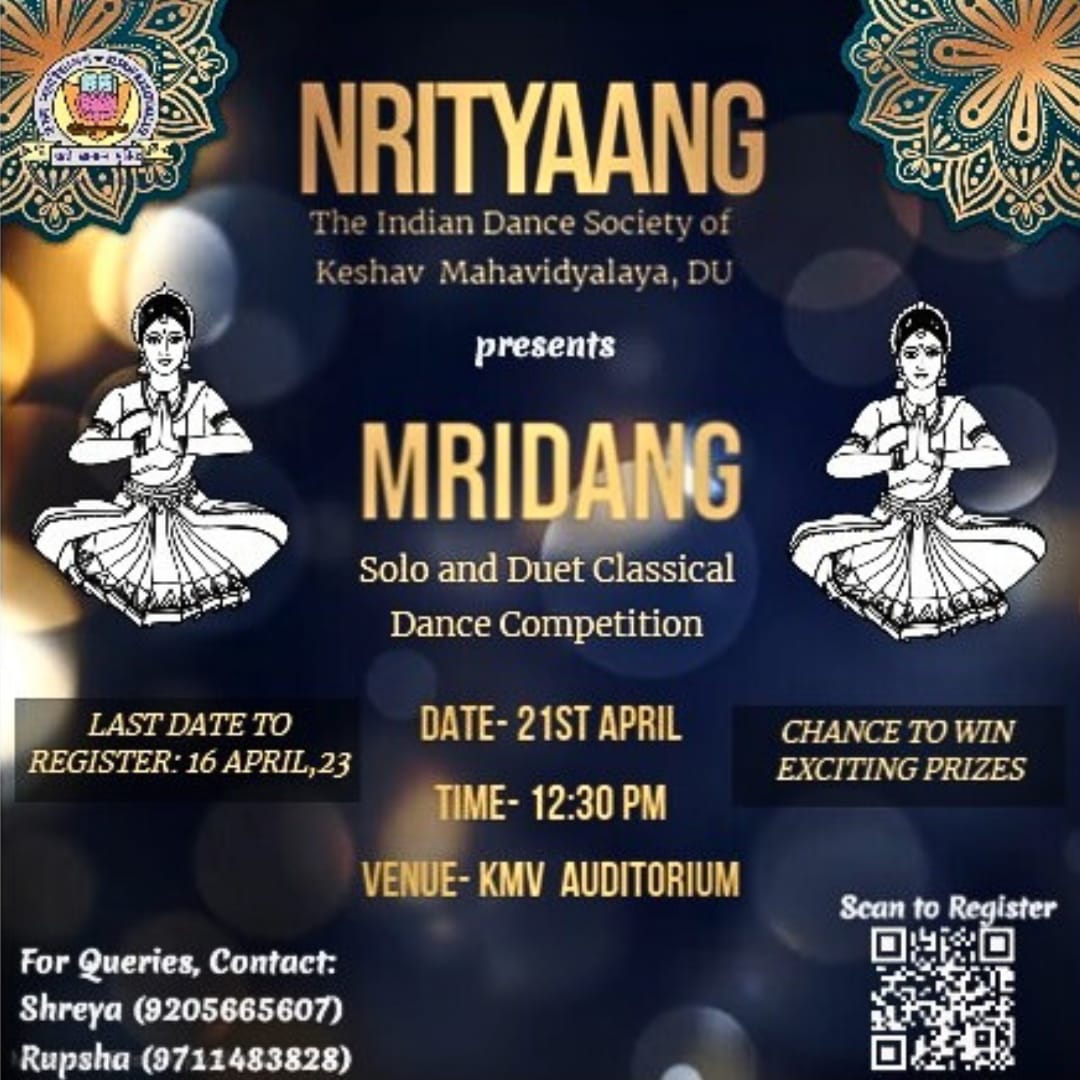 NRITYAANG
The Indian Dance Society of
Keshav Mahavidyalaya, DU
presents
MRIDANG
Solo and Duet Classical
Dance Competition
LAST DATE TO
REGISTER: 16 APRIL,23
DATE- 21ST APRIL
TIME- 12:30 PM
VENUE- KMV AUDITORIUM
CHANCE TO WIN
EXCITING PRIZES
Scan to Register
For Queries, Contact:
Shreya (9205665607)
Rupsha (9711483828)